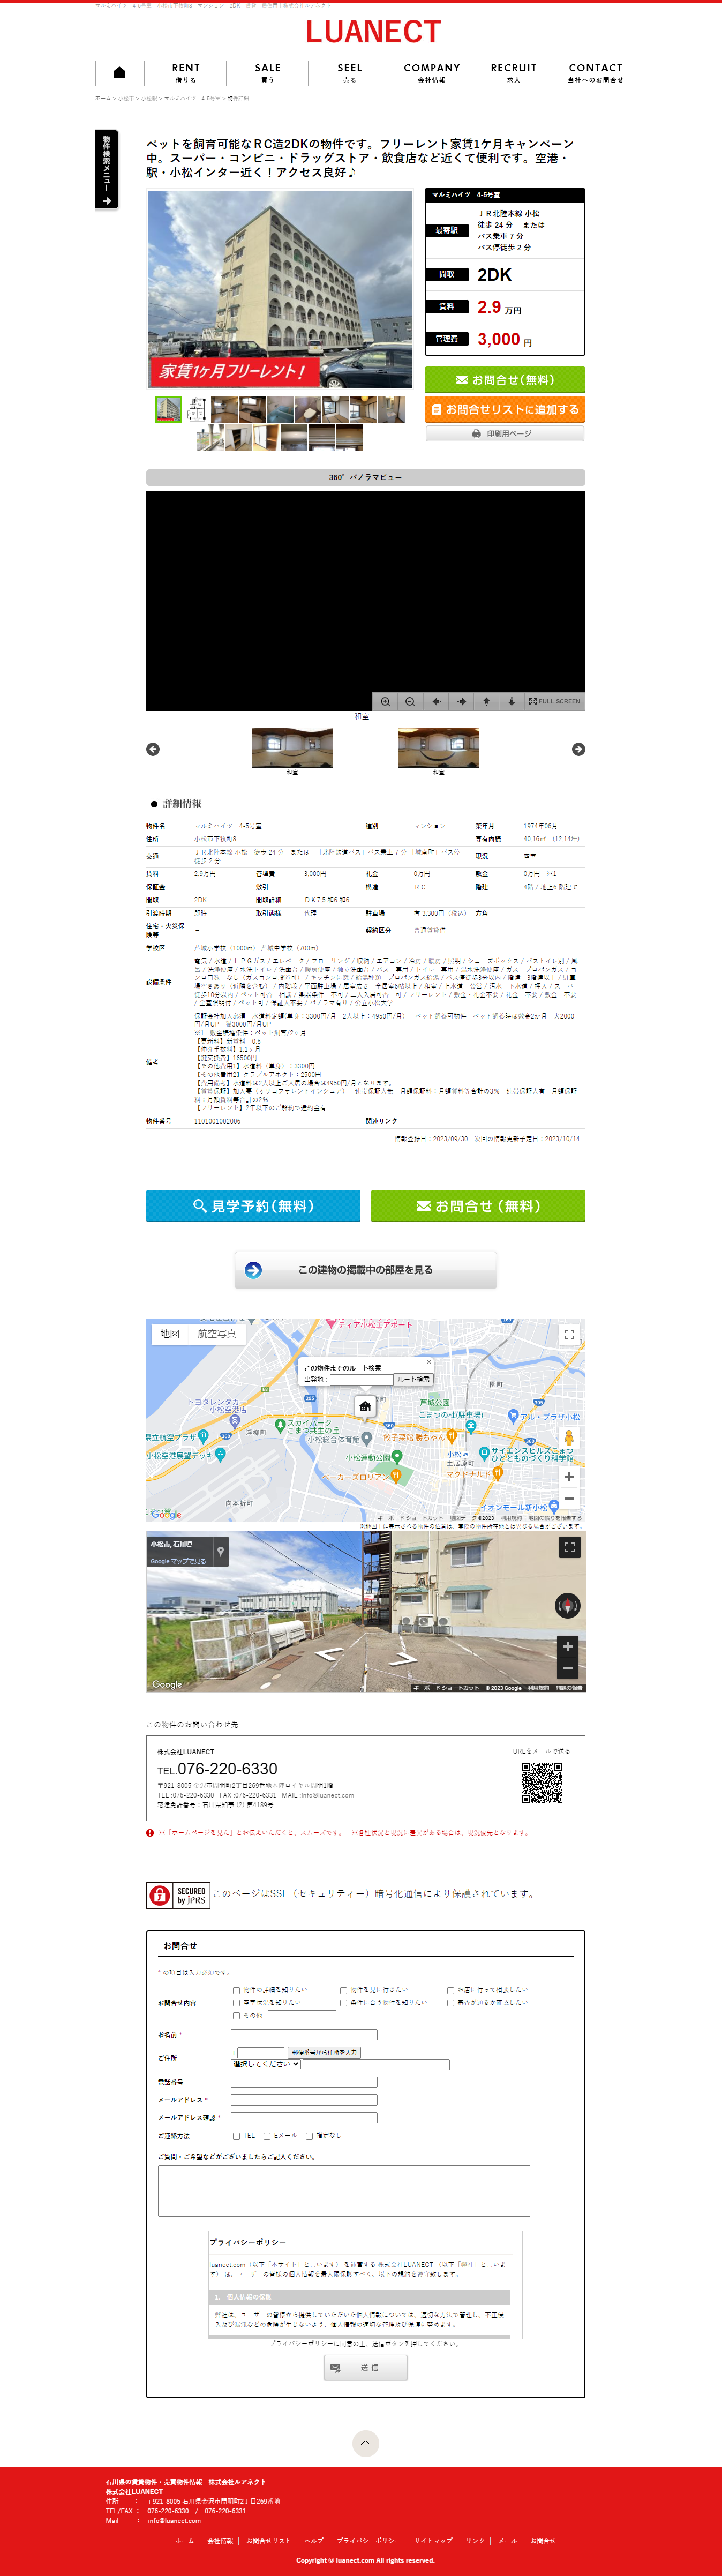 マルミハイツ 4-5号室 小松市下牧町8 マンション 2DK｜賃貸
LUANECT
RENT
借りる
SALE
買う
SEEL
売る
COMPANY
会社情報
RECRUIT
求人
CONTACT
当社へのお問合せ
ホーム > 小松市 > 小松駅 > マルミハイツ 4-5号室 > 物件詳細
物件検索メニュー
ペットを飼育可能なＲＣ造2DKの物件です。フリーレント家賃1ケ月キャンペーン
中。スーパー・コンビニ・ドラッグストア・飲食店など近くて便利です。空港・
駅・小松インター近く！アクセス良好♪
マルミハイツ 4-5号室
最寄駅
ＪＲ北陸本線 小松
徒歩 24 分 または
バス乗車 7 分
バス停徒歩 2 分
間取
2DK
賃料
2.9 万円
管理費
3,000 円
家賃1ヶ月フリーレント！
お問合せ(無料)
お問合せリストに追加する
印刷用ページ
360°パノラマビュー
FULL SCREEN
和室
和室
和室
詳細情報
物件名 マルミハイツ 4-5号室 種別 マンション 築年月 1974年06月
住所 小松市下牧町8 専有面積 40.16㎡ (12.14坪)
交通 ＪＲ北陸本線 小松 徒歩 24 分 または 「北陸鉄道バス」バス乗車 7 分 「城南町」バス停
徒歩 2 分 現況 空室
賃料 2.9万円 管理費 3,000円 礼金 0万円 敷金 0万円 ※1
保証金 － 敷引 － 構造 ＲＣ 階建 4階 / 地上6 階建て
間取 2DK 間取詳細 ＤＫ7.5 和6 和6
引渡時期 即時 取引態様 代理 駐車場 有 3,300円（税込） 方角 －
住宅・火災保険等 － 契約区分 普通賃貸借
学校区 芦城小学校（1000m） 芦城中学校（700m）
設備条件
電気 / 水道 / ＬＰガス / エレベータ / フローリング / 収納 / エアコン / 冷房 / 暖房 / 照明 / シューズボックス / バストイレ別 / 風
呂 / 洗浄便座 / 水洗トイレ / 洗面台 / 暖房便座 / 独立洗面台 / バス 専用 / トイレ 専用 / 温水洗浄便座 / ガス プロパンガス / コ
ンロ口数 なし（ガスコンロ設置可） / キッチンに窓 / 給湯種類 プロパンガス給湯 / バス停徒歩3分以内 / 階建 3階建以上 / 駐車
場空きあり（近隣を含む） / 内階段 / 平面駐車場 / 居室広さ 全居室6帖以上 / 和室 / 上水道 公営 / 汚水 下水道 / 押入 / スーパー
徒歩10分以内 / ペット可否 相談 / 楽器条件 不可 / 二人入居可否 可 / フリーレント / 敷金・礼金不要 / 礼金 不要 / 敷金 不要
/ 全室照明付 / ペット可 / 保証人不要 / パノラマ有り / 公立小松大学
備考
保証会社加入必須 水道料定額(単身：3300円/月 2人以上：4950円/月） ペット飼養可物件 ペット飼養時は敷金2か月 犬2000
円/月UP 猫3000円/月UP
※1 敷金積増条件：ペット飼育/2ヶ月
【更新料】新賃料 0.5
【仲介手数料】1.1ヶ月
【鍵交換費】16500円
【その他費用1】水道料（単身）：3300円
【その他費用2】クラブルアネクト：2500円
【費用備考】水道料は2人以上ご入居の場合は4950円/月となります。
【賃貸保証】加入要（オリコフォレントインシュア） 連帯保証人無 月額保証料：月額賃料等合計の3％ 連帯保証人有 月額保証
料：月額賃料等合計の2％
【フリーレント】2年以下のご解約で違約金有
物件番号 1101001002006 関連リンク
情報登録日：2023/09/30 次回の情報更新予定日：2023/10/14
見学予約(無料)
お問合せ (無料)
この建物の掲載中の部屋を見る
地図 航空写真
この物件までのルート検索
出発地： ルート検索
ティア小松エアポート
園町
トヨタレンタカー
小松空港店
浮柳町
スカイパーク
こまつ共生の丘
芦城公園
こまつの杜(駐車場)
アル・プラザ小松
県立航空プラザ
小松空港展望デッキ
小松総合体育館
餃子菜館 勝ちゃん
小松運動公園
小松
土居原町
サイエンスヒルズこまつ
ひとともものづくり科学館
ベーカーズロリアン
マクドナルド
向本折町
イオンモール新小松
Google
キーボード ショートカット 地図データ ©2023 利用規約 地図の誤りを報告する
※地図上に表示される物件の位置は、実際の物件所在地とは異なる場合がございます。
小松市, 石川県
Google マップで見る
Google
キーボード ショートカット © 2023 Google 利用規約 問題の報告
この物件のお問い合わせ先
株式会社LUANECT
TEL.076-220-6330
〒921-8005 金沢市間明町2丁目269番地本卸ロイヤル間明1階
TEL :076-220-6330 FAX :076-220-6331 MAIL :info@luanect.com
宅建免許番号：石川県知事 (2) 第4189号
URLをメールで送る
※「ホームページを見た」とお伝えいただくと、スムーズです。 ※各種状況と現況に差異がある場合は、現況優先となります。
SECURED
by JPRS
このページはSSL（セキュリティー）暗号化通信により保護されています。
お問合せ
* の項目は入力必須です。
お問合せ内容
物件の詳細を知りたい 物件を見に行きたい お店に行って相談したい
空室状況を知りたい 条件に合う物件を知りたい 審査が通るか確認したい
その他
お名前 *
ご住所
〒 郵便番号から住所を入力
選択してください
電話番号
メールアドレス *
メールアドレス確認 *
ご連絡方法 TEL Eメール 指定なし
ご質問・ご希望などがございましたらご記入ください。
プライバシーポリシー
luanect.com（以下「本サイト」と言います） を運営する 株式会社LUANECT （以下「弊社」と言いま
す） は、ユーザーの皆様の個人情報を最大限保護すべく、以下の規約を遵守致します。
1. 個人情報の保護
弊社は、ユーザーの皆様から提供していただいた個人情報については、適切な方法で管理し、不正侵
入及び漏洩などの危険が生じないよう、個人情報の適切な管理及び保護に努めます。
プライバシーポリシーに同意の上、送信ボタンを押してください。
送 信
石川県の賃貸物件・売買物件情報 株式会社ルアネクト
株式会社LUANECT
住所 ： 〒921-8005 石川県金沢市間明町2丁目269番地
TEL/FAX ： 076-220-6330 / 076-220-6331
Mail ： info@luanect.com
ホーム 会社情報 お問合せリスト ヘルプ プライバシーポリシー サイトマップ リンク メール お問合せ
Copyright © luanect.com All rights reserved.